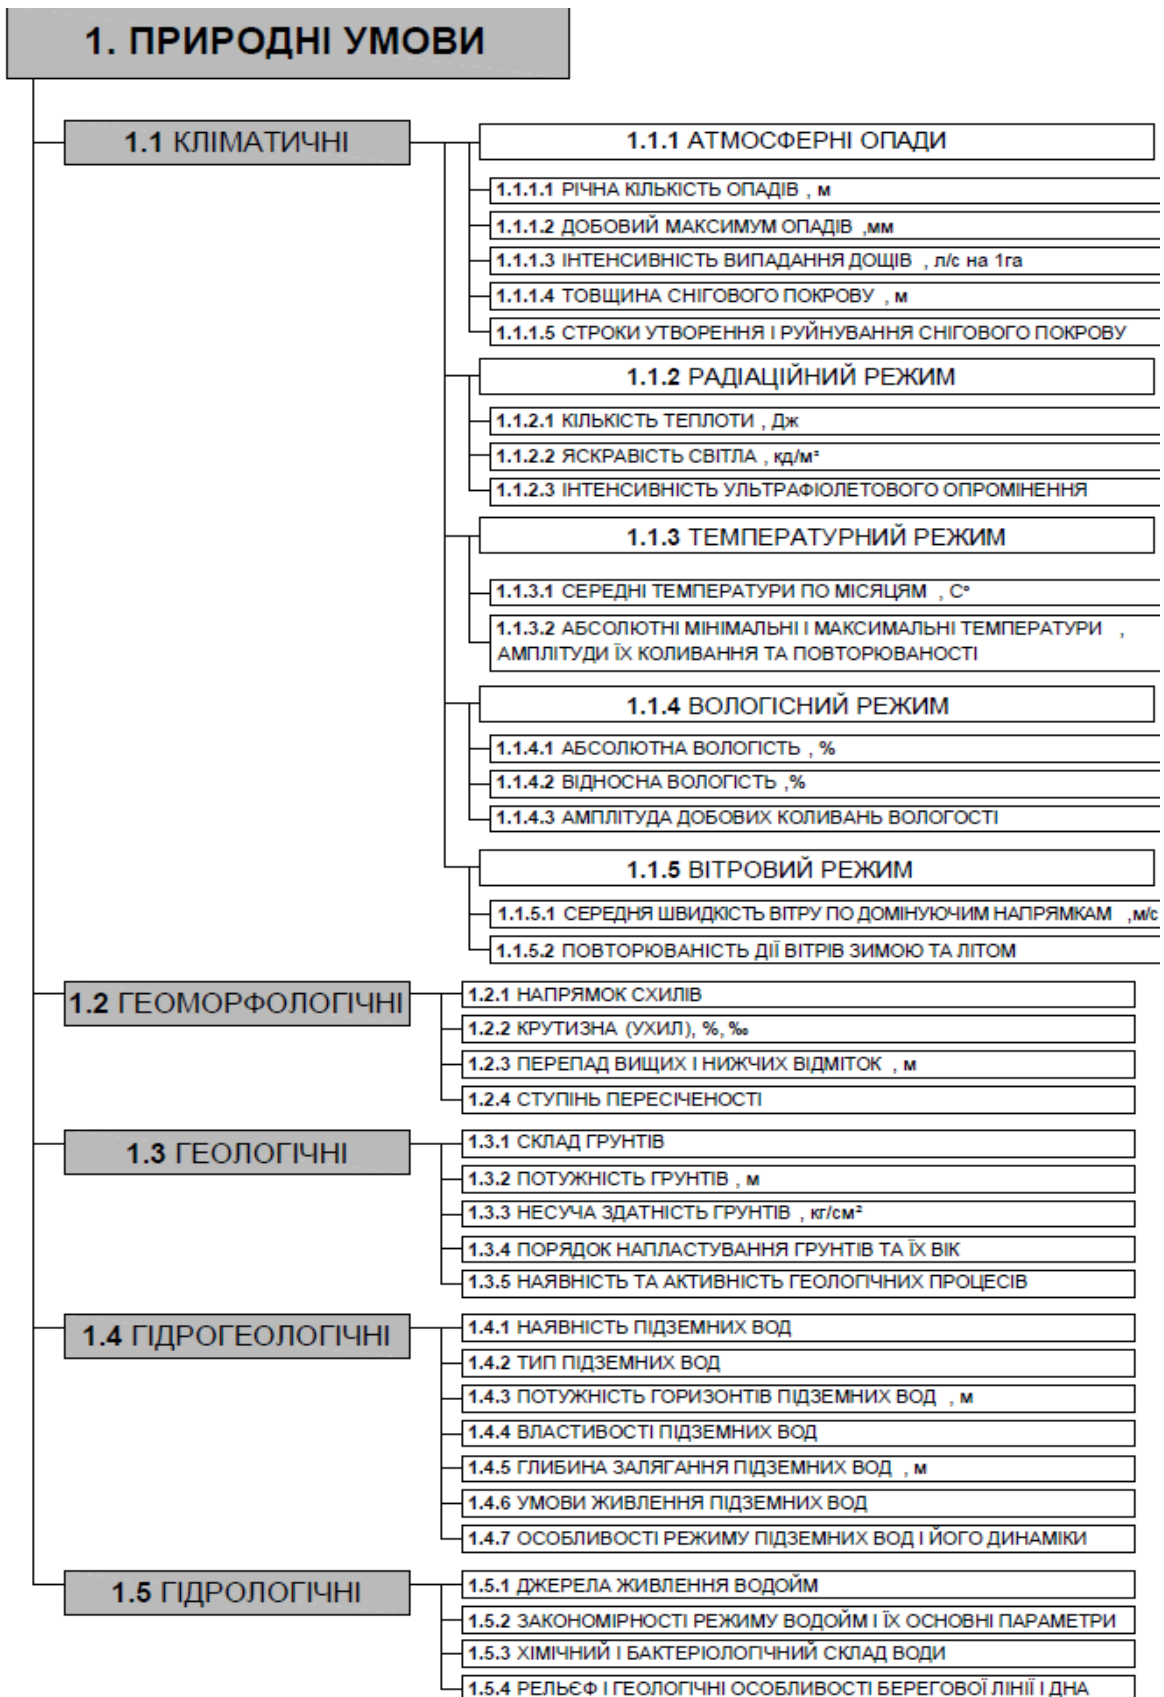 1. ПРИРОДНІ УМОВИ
1.1 КЛІМАТИЧНІ
1.1.1 АТМОСФЕРНІ ОПАДИ
1.1.1.1 РІЧНА КІЛЬКІСТЬ ОПАДІВ , м
1.1.1.2 ДОБОВИЙ МАКСИМУМ ОПАДІВ ,мм
1.1.1.3 ІНТЕНСИВНІСТЬ ВИПАДАННЯ ДОЩІВ , л/с на 1га
1.1.1.4 ТОВЩИНА СНІГОВОГО ПОКРОВУ , м
1.1.1.5 СТРОКИ УТВОРЕННЯ І РУЙНУВАННЯ СНІГОВОГО ПОКРОВУ
1.1.2 РАДІАЦІЙНИЙ РЕЖИМ
1.1.2.1 КІЛЬКІСТЬ ТЕПЛОТИ , Дж
1.1.2.2 ЯСКРАВІСТЬ СВІТЛА , кд/м²
1.1.2.3 ІНТЕНСИВНІСТЬ УЛЬТРАФІОЛЕТОВОГО ОПРОМІНЕННЯ
1.1.3 ТЕМПЕРАТУРНИЙ РЕЖИМ
1.1.3.1 СЕРЕДНІ ТЕМПЕРАТУРИ ПО МІСЯЦЯМ , С°
1.1.3.2 АБСОЛЮТНІ МІНІМАЛЬНІ І МАКСИМАЛЬНІ ТЕМПЕРАТУРИ ,
АМПЛІТУДИ ЇХ КОЛИВАННЯ ТА ПОВТОРЮВАНОСТІ
1.1.4 ВОЛОГІСНИЙ РЕЖИМ
1.1.4.1 АБСОЛЮТНА ВОЛОГІСТЬ , %
1.1.4.2 ВІДНОСНА ВОЛОГІСТЬ ,%
1.1.4.3 АМПЛІТУДА ДОБОВИХ КОЛИВАНЬ ВОЛОГОСТІ
1.1.5 ВІТРОВИЙ РЕЖИМ
1.1.5.1 СЕРЕДНЯ ШВИДКІСТЬ ВІТРУ ПО ДОМІНУЮЧИМ НАПРЯМКАМ ,м/с
1.1.5.2 ПОВТОРЮВАНІСТЬ ДІЇ ВІТРІВ ЗИМОЮ ТА ЛІТОМ
1.2 ГЕОМОРФОЛОГІЧНІ
1.2.1 НАПРЯМОК СХИЛІВ
1.2.2 КРУТИЗНА (УХИЛ), %, ‰
1.2.3 ПЕРЕПАД ВИЩИХ І НИЖЧИХ ВІДМІТОК , м
1.2.4 СТУПІНЬ ПЕРЕСІЧЕНОСТІ
1.3 ГЕОЛОГІЧНІ
1.3.1 СКЛАД ГРУНТІВ
1.3.2 ПОТУЖНІСТЬ ГРУНТІВ , м
1.3.3 НЕСУЧА ЗДАТНІСТЬ ГРУНТІВ , кг/см²
1.3.4 ПОРЯДОК НАПЛАСТУВАННЯ ГРУНТІВ ТА ЇХ ВІК
1.3.5 НАЯВНІСТЬ ТА АКТИВНІСТЬ ГЕОЛОГІЧНИХ ПРОЦЕСІВ
1.4 ГІДРОГЕОЛОГІЧНІ
1.4.1 НАЯВНІСТЬ ПІДЗЕМНИХ ВОД
1.4.2 ТИП ПІДЗЕМНИХ ВОД
1.4.3 ПОТУЖНІСТЬ ГОРИЗОНТІВ ПІДЗЕМНИХ ВОД , м
1.4.4 ВЛАСТИВОСТІ ПІДЗЕМНИХ ВОД
1.4.5 ГЛИБИНА ЗАЛЯГАННЯ ПІДЗЕМНИХ ВОД , м
1.4.6 УМОВИ ЖИВЛЕННЯ ПІДЗЕМНИХ ВОД
1.4.7 ОСОБЛИВОСТІ РЕЖИМУ ПІДЗЕМНИХ ВОД І ЙОГО ДИНАМІКИ
1.5 ГІДРОЛОГІЧНІ
1.5.1 ДЖЕРЕЛА ЖИВЛЕННЯ ВОДОЙМ
1.5.2 ЗАКОНОМІРНОСТІ РЕЖИМУ ВОДОЙМ І ЇХ ОСНОВНІ ПАРАМЕТРИ
1.5.3 ХІМІЧНИЙ І БАКТЕРІОЛОГІЧНИЙ СКЛАД ВОДИ
1.5.4 РЕЛЬЄФ І ГЕОЛОГІЧНІ ОСОБЛИВОСТІ БЕРЕГОВОЇ ЛІНІЇ І ДНА